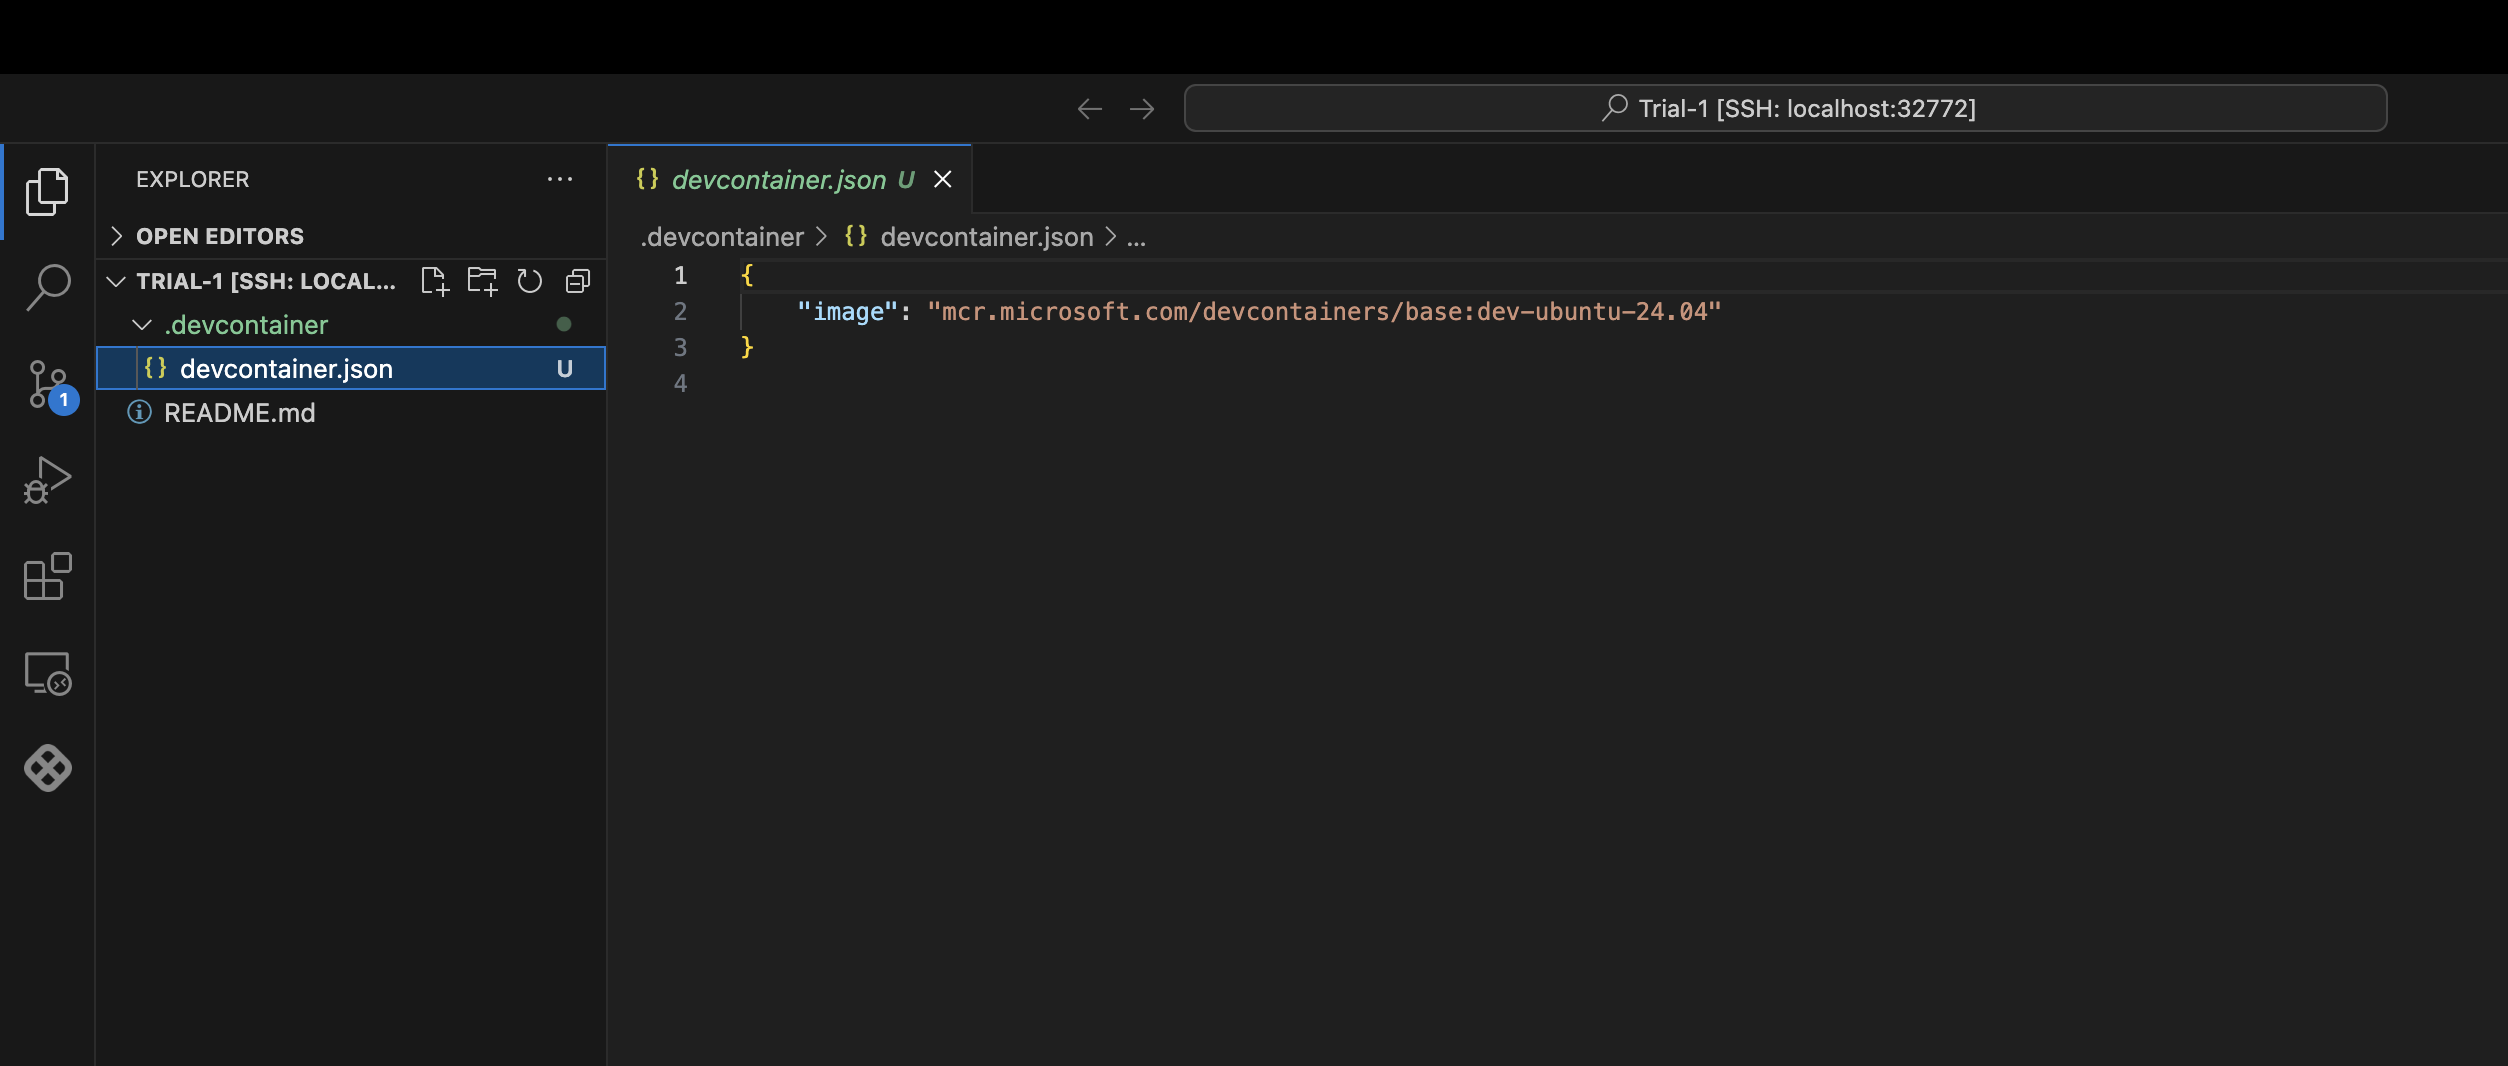 Trial-1 [SSH: localhost:32772]
EXPLORER
OPEN EDITORS
TRIAL-1 [SSH: LOCAL...
.devcontainer
{} devcontainer.json U
README.md
1
{} devcontainer.json U
.devcontainer > {} devcontainer.json > ...
1 {
2 "image": "mcr.microsoft.com/devcontainers/base:dev-ubuntu-24.04"
3 }
4